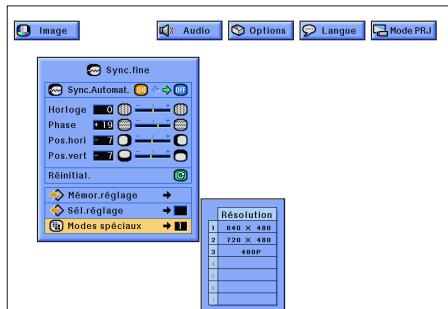 Image Audio Options Langue Mode PRJ
Sync.fine
Sync.Automat. ON OFF
Horloge 0
Phase + 19
Pos.hori - 7
Pos.vert - 7
Réinitial.
Mémor.réglage
Sél.réglage
Modes spéciaux 1
Résolution
1 640 × 480
2 720 × 480
3 480P
4
5
6
7